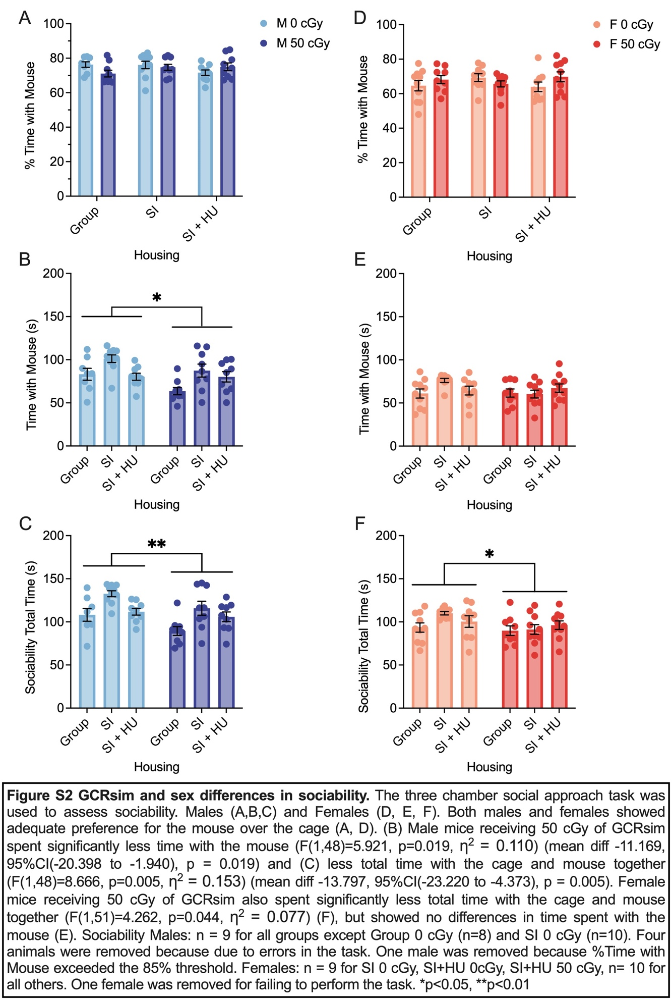 A
100
80
60
40
20
0
% Time with Mouse
Group
SI
SI + HU
Housing
M 0 cGy
M 50 cGy
D
100
80
60
40
20
0
% Time with Mouse
Group
SI
SI + HU
Housing
F 0 cGy
F 50 cGy
B
200
150
100
50
0
Time with Mouse (s)
*
Group
SI
SI + HU
Group
SI
SI + HU
Housing
E
200
150
100
50
0
Time with Mouse (s)
Group
SI
SI + HU
Group
SI
SI + HU
Housing
C
200
150
100
50
0
Sociability Total Time (s)
**
Group
SI
SI + HU
Group
SI
SI + HU
Housing
F
200
150
100
50
0
Sociability Total Time (s)
*
Group
SI
SI + HU
Group
SI
SI + HU
Housing
Figure S2 GCRsim and sex differences in sociability. The three chamber social approach task was
used to assess sociability. Males (A,B,C) and Females (D, E, F). Both males and females showed
adequate preference for the mouse over the cage (A, D). (B) Male mice receiving 50 cGy of GCRsim
spent significantly less time with the mouse (F(1,48)=5.921, p=0.019, η² = 0.110) (mean diff -11.169,
95%CI(-20.398 to -1.940), p = 0.019) and (C) less total time with the cage and mouse together
(F(1,48)=8.666, p=0.005, η² = 0.153) (mean diff -13.797, 95%CI(-23.220 to -4.373), p = 0.005). Female
mice receiving 50 cGy of GCRsim also spent significantly less total time with the cage and mouse
together (F(1,51)=4.262, p=0.044, η² = 0.077) (F), but showed no differences in time spent with the
mouse (E). Sociability Males: n = 9 for all groups except Group 0 cGy (n=8) and SI 0 cGy (n=10). Four
animals were removed because due to errors in the task. One male was removed because %Time with
Mouse exceeded the 85% threshold. Females: n = 9 for SI 0 cGy, SI+HU 0cGy, SI+HU 50 cGy, n= 10 for
all others. One female was removed for failing to perform the task. *p<0.05, **p<0.01